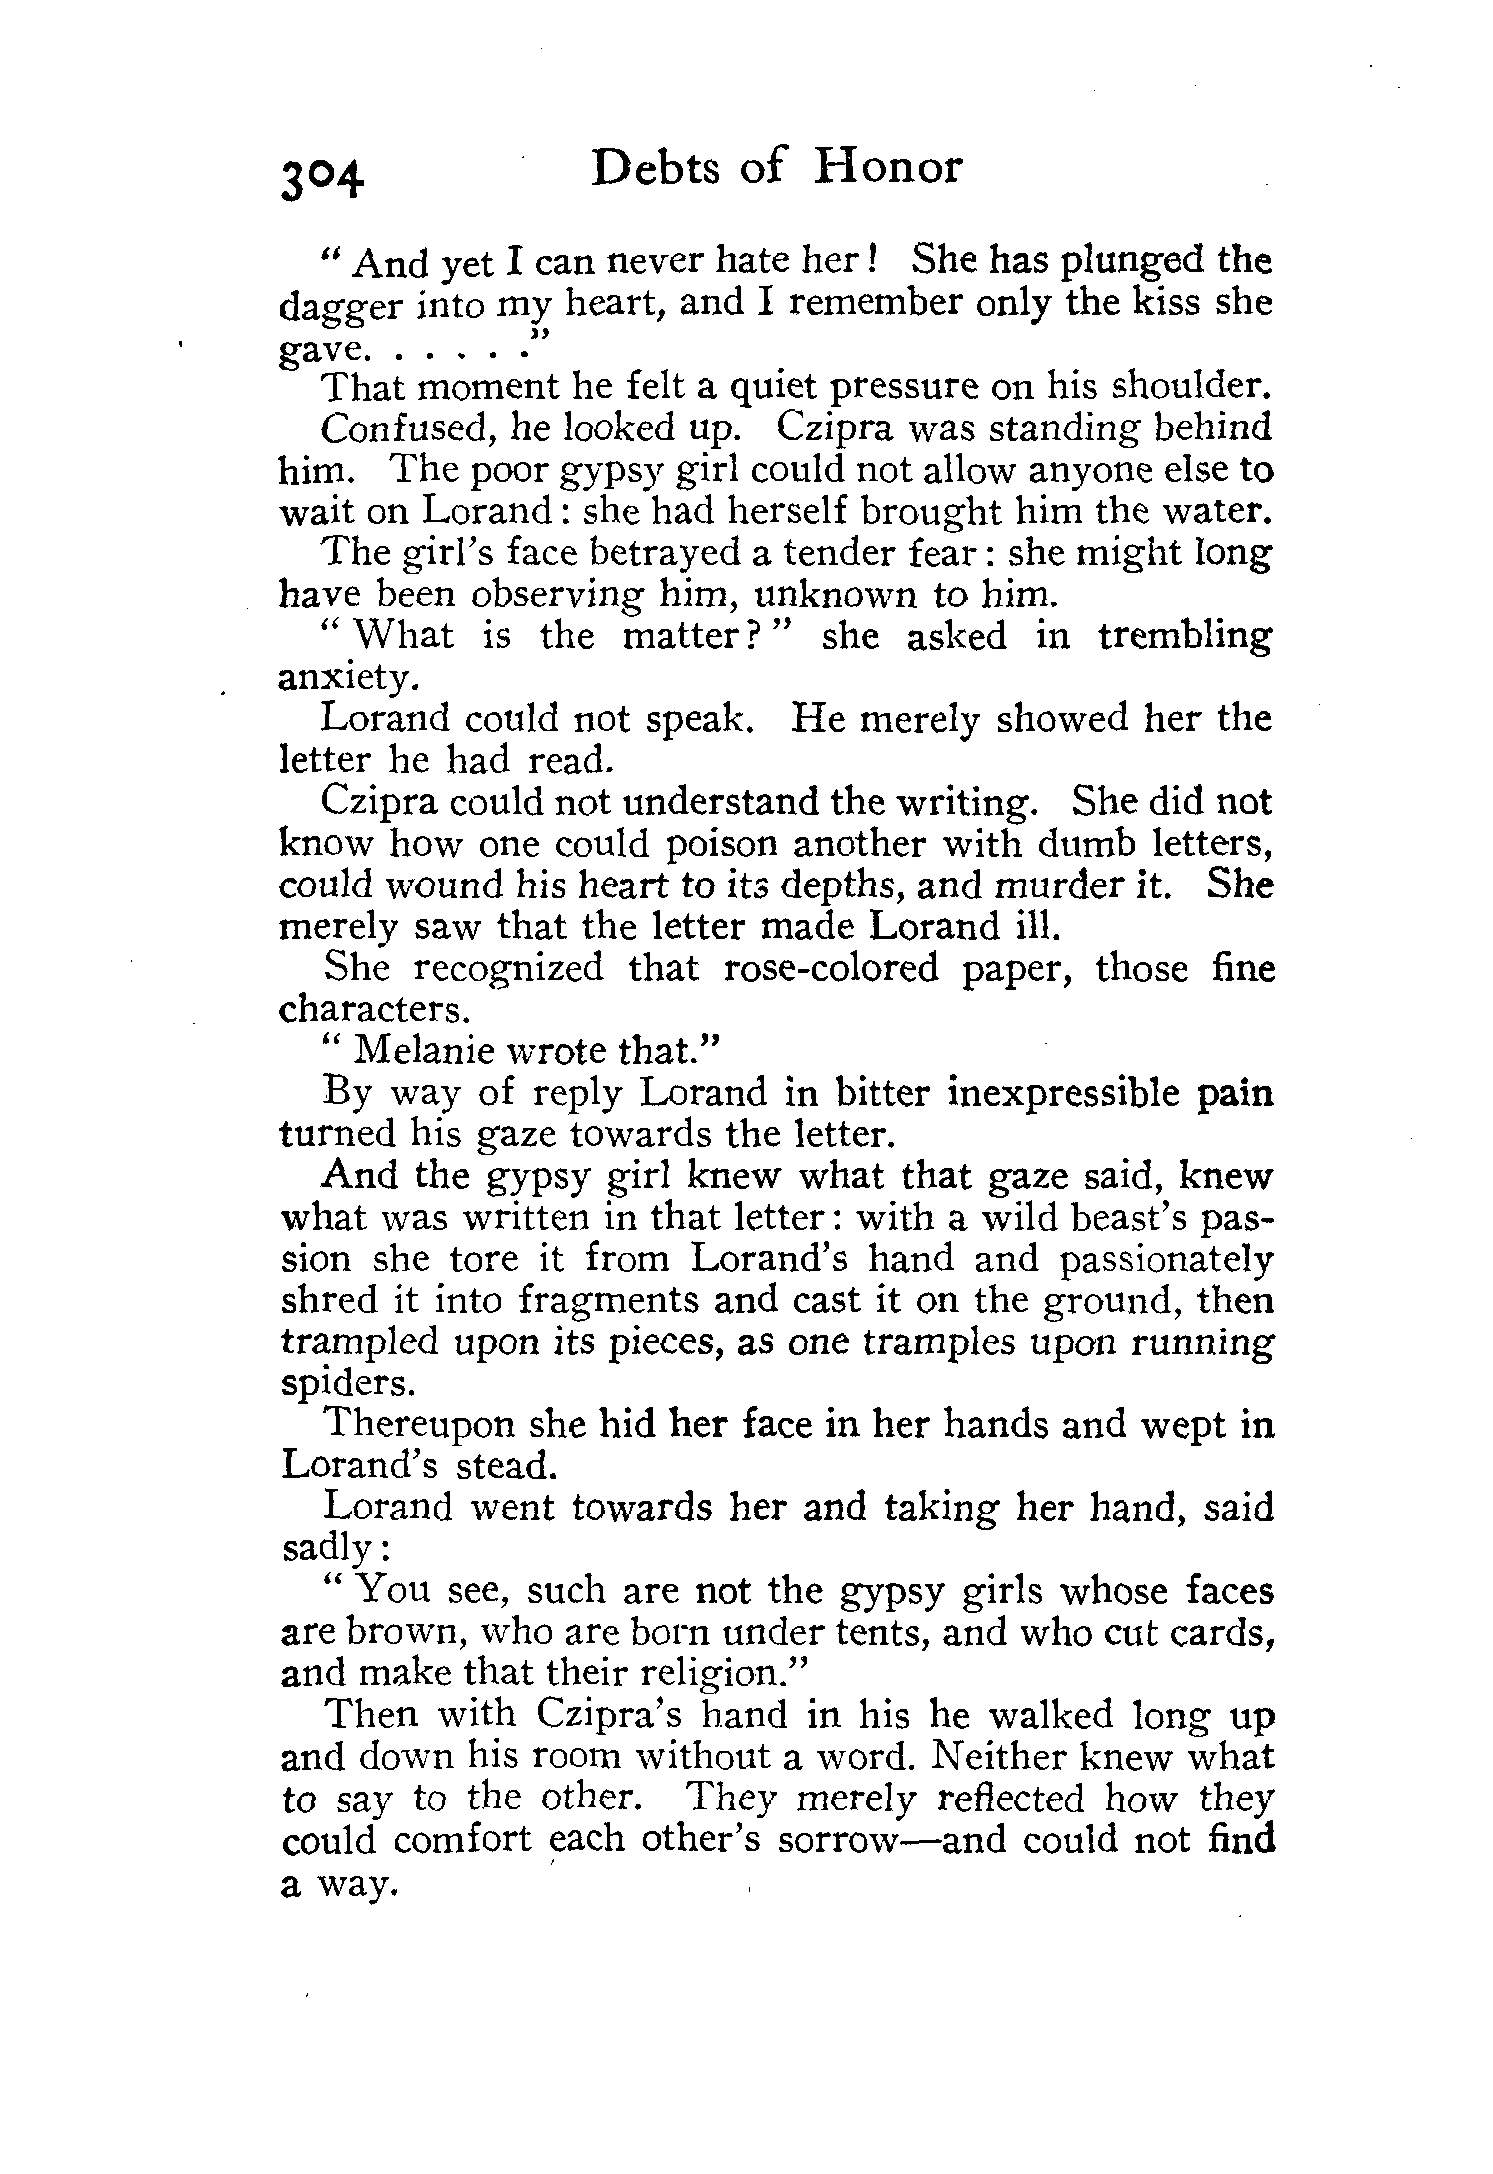 304 Debts of Honor
“ And yet I can never hate her ! She has plunged the
dagger into my heart, and I remember only the kiss she
gave. . . . . . ”
That moment he felt a quiet pressure on his shoulder.
Confused, he looked up. Czipra was standing behind
him. The poor gypsy girl could not allow anyone else to
wait on Lorand : she had herself brought him the water.
The girl’s face betrayed a tender fear : she might long
have been observing him, unknown to him.
“ What is the matter ? ” she asked in trembling
anxiety.
Lorand could not speak. He merely showed her the
letter he had read.
Czipra could not understand the writing. She did not
know how one could poison another with dumb letters,
could wound his heart to its depths, and murder it. She
merely saw that the letter made Lorand ill.
She recognized that rose-colored paper, those fine
characters.
“ Melanie wrote that.”
By way of reply Lorand in bitter inexpressible pain
turned his gaze towards the letter.
And the gypsy girl knew what that gaze said, knew
what was written in that letter : with a wild beast’s pas-
sion she tore it from Lorand’s hand and passionately
shred it into fragments and cast it on the ground, then
trampled upon its pieces, as one tramples upon running
spiders.
Thereupon she hid her face in her hands and wept in
Lorand’s stead.
Lorand went towards her and taking her hand, said
sadly :
“ You see, such are not the gypsy girls whose faces
are brown, who are born under tents, and who cut cards,
and make that their religion.”
Then with Czipra’s hand in his he walked long up
and down his room without a word. Neither knew what
to say to the other. They merely reflected how they
could comfort each other’s sorrow—and could not find
a way.